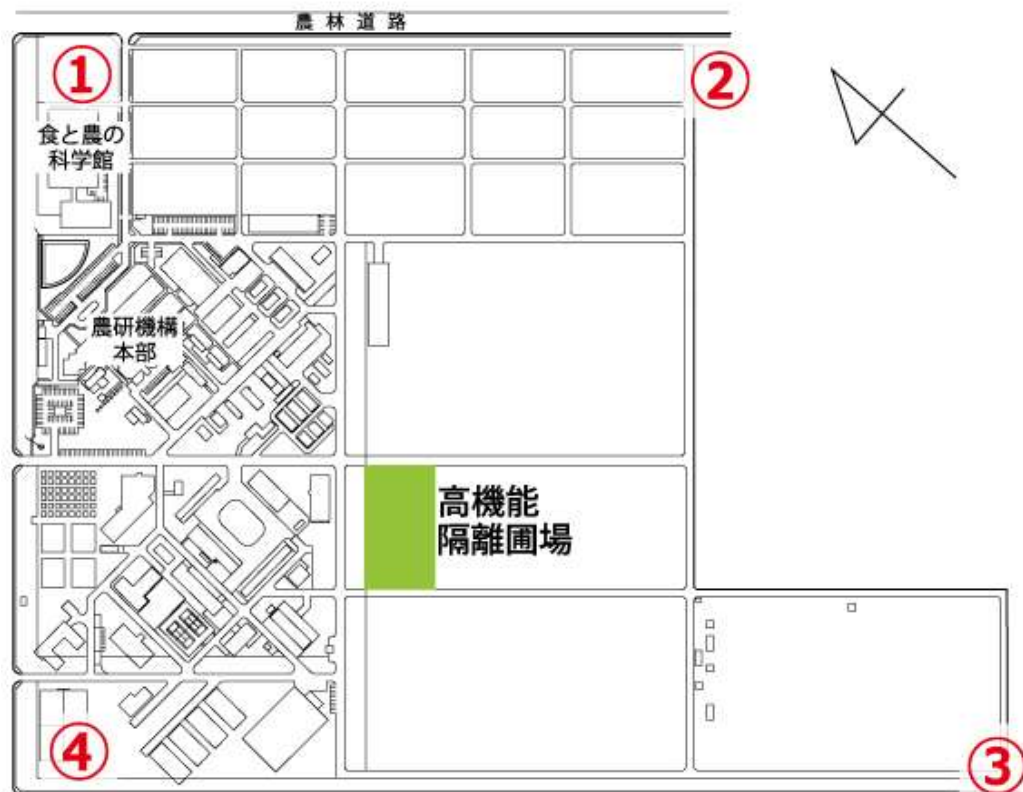 農林道路
①
②
食と農の
科学館
農研機構
本部
高機能
隔離圃場
④
③